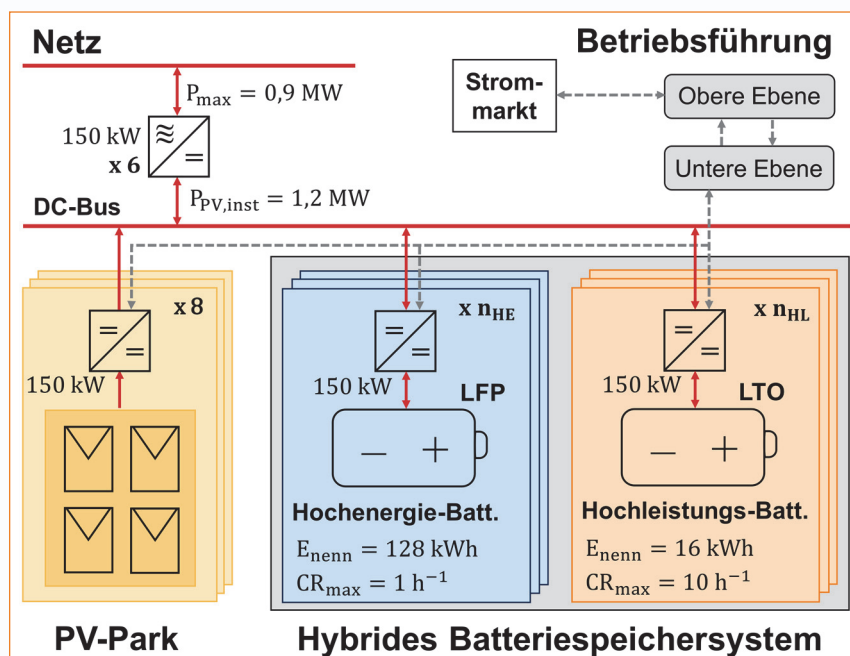 Netz
Betriebsführung
P_max = 0,9 MW
150 kW
x 6
Strom-
markt
Obere Ebene
Untere Ebene
P_PV,inst = 1,2 MW
DC-Bus
x 8
150 kW
x n_HE
150 kW
LFP
Hochenergie-Batt.
E_nenn = 128 kWh
CR_max = 1 h⁻¹
x n_HL
150 kW
LTO
Hochleistungs-Batt.
E_nenn = 16 kWh
CR_max = 10 h⁻¹
PV-Park
Hybrides Batteriespeichersystem